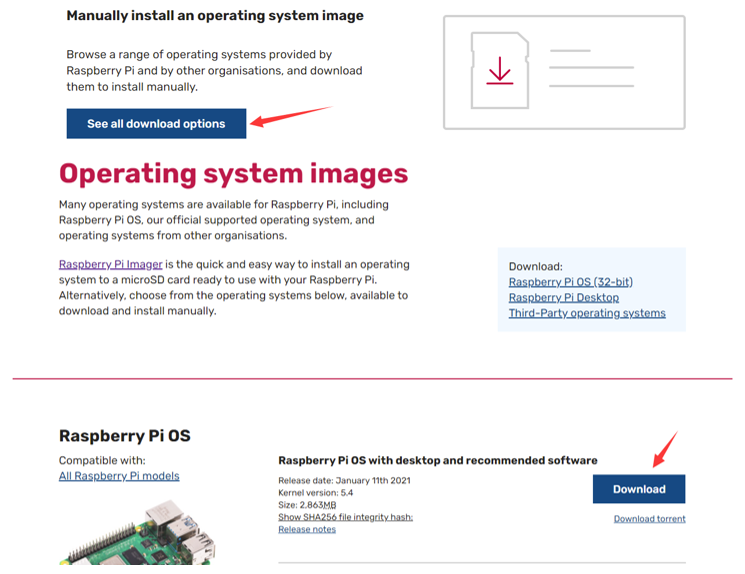 Manually install an operating system image
Browse a range of operating systems provided by
Raspberry Pi and by other organisations, and download
them to install manually.
See all download options
Operating system images
Many operating systems are available for Raspberry Pi, including
Raspberry Pi OS, our official supported operating system, and
operating systems from other organisations.
Raspberry Pi Imager is the quick and easy way to install an operating
system to a microSD card ready to use with your Raspberry Pi.
Alternatively, choose from the operating systems below, available to
download and install manually.
Download:
Raspberry Pi OS (32-bit)
Raspberry Pi Desktop
Third-Party operating systems
Raspberry Pi OS
Compatible with:
All Raspberry Pi models
Raspberry Pi OS with desktop and recommended software
Release date: January 11th 2021
Kernel version: 5.4
Size: 2,863MB
Show SHA256 file integrity hash:
Release notes
Download
Download torrent